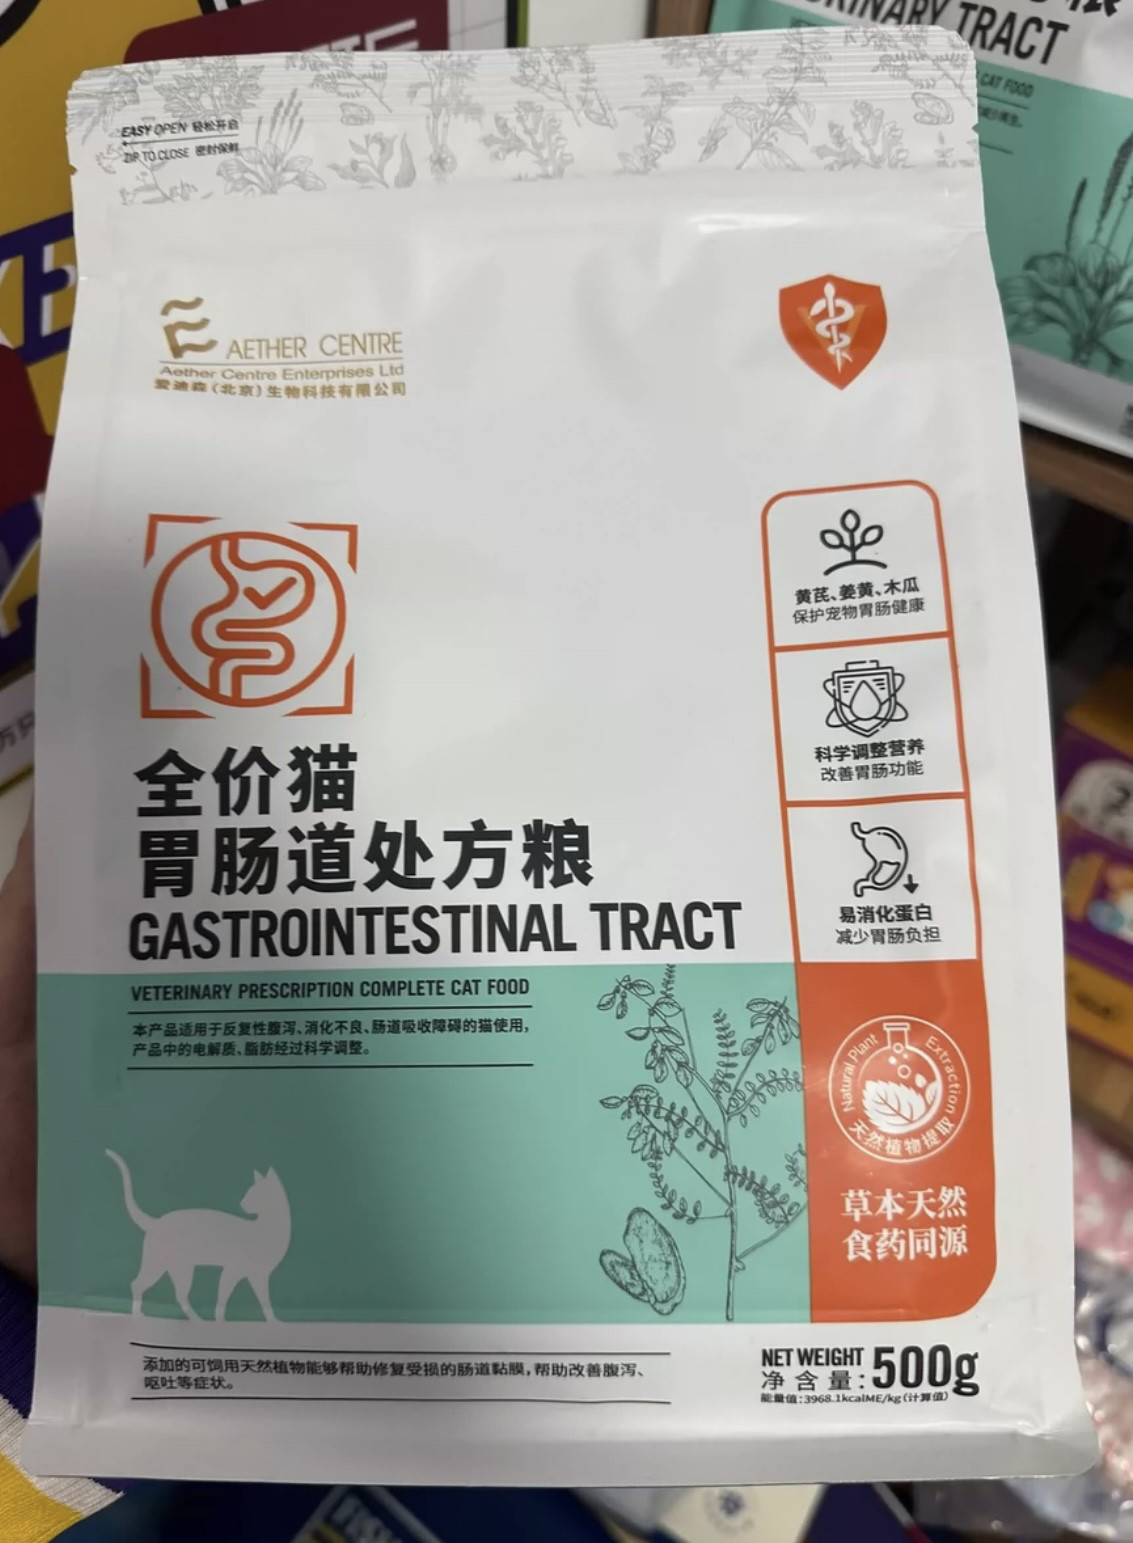 EASY OPEN 轻松开启
ZIP TO CLOSE 密封保鲜
AETHER CENTRE
Aether Centre Enterprises Ltd
爱迪森(北京)生物科技有限公司
全价猫
胃肠道处方粮
GASTROINTESTINAL TRACT
VETERINARY PRESCRIPTION COMPLETE CAT FOOD
本产品适用于反复性腹泻、消化不良、肠道吸收障碍的猫使用,
产品中的电解质、脂肪经过科学调整。
黄芪、姜黄、木瓜
保护宠物胃肠健康
科学调整营养
改善胃肠功能
易消化蛋白
减少胃肠负担
Natural Plant Extraction
天然植物提取
草本天然
食药同源
添加的可饲用天然植物能够帮助修复受损的肠道黏膜,帮助改善腹泻、
呕吐等症状。
NET WEIGHT 500g
净含量:
能量值:3968.1kcalME/kg(计算值)
TRACT
CAT FOOD